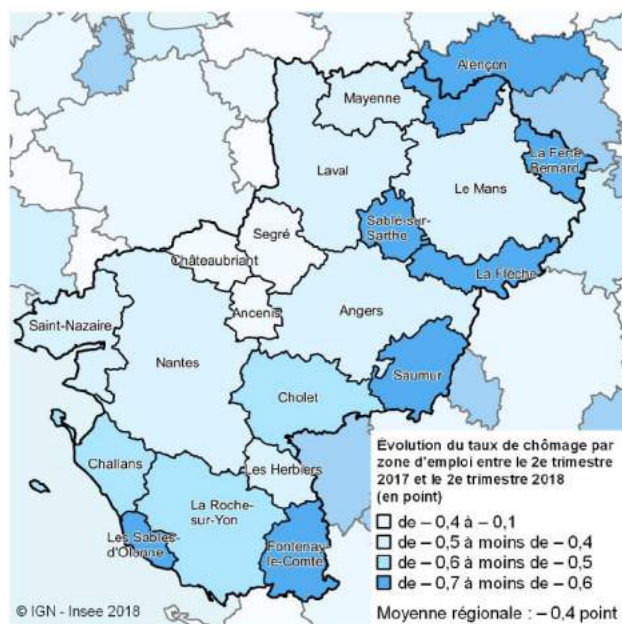 Alençon
Mayenne
La Ferté-
Bernard
Laval
Le Mans
Sablé-sur-
Sarthe
Segré
Châteaubriant
La Flèche
Ancenis
Angers
Saint-Nazaire
Nantes
Saumur
Cholet
Challans
Les Herbiers
La Roche-
sur-Yon
Les Sables-
d'Olonne
Fontenay-
le-Comte
Évolution du taux de chômage par
zone d'emploi entre le 2e trimestre
2017 et le 2e trimestre 2018
(en point)
de – 0,4 à – 0,1
de – 0,5 à moins de – 0,4
de – 0,6 à moins de – 0,5
de – 0,7 à moins de – 0,6
Moyenne régionale : – 0,4 point
© IGN - Insee 2018